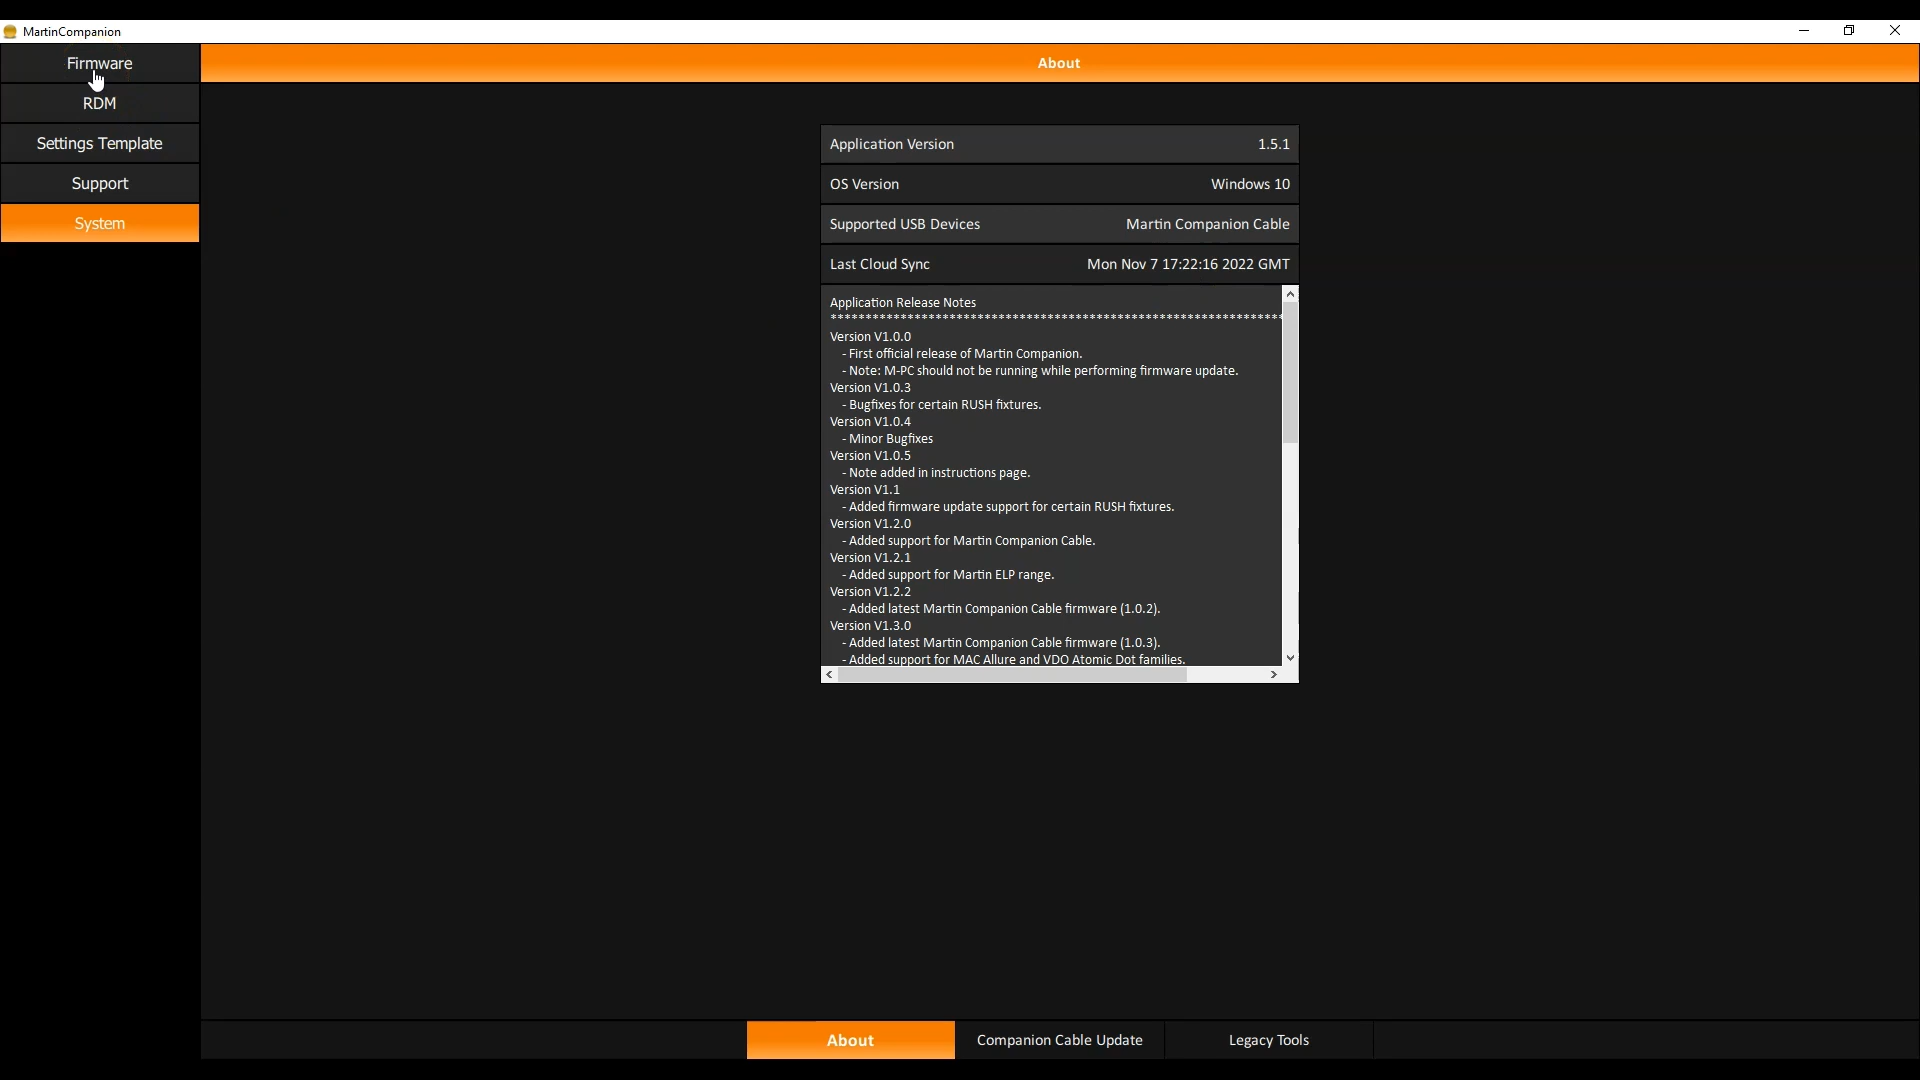 MartinCompanion
Firmware
RDM
Settings Template
Support
System
About
Application Version 1.5.1
OS Version Windows 10
Supported USB Devices Martin Companion Cable
Last Cloud Sync Mon Nov 7 17:22:16 2022 GMT
Application Release Notes
******************************************************************
Version V1.0.0
- First official release of Martin Companion.
- Note: M-PC should not be running while performing firmware update.
Version V1.0.3
- Bugfixes for certain RUSH fixtures.
Version V1.0.4
- Minor Bugfixes
Version V1.0.5
- Note added in instructions page.
Version V1.1
- Added firmware update support for certain RUSH fixtures.
Version V1.2.0
- Added support for Martin Companion Cable.
Version V1.2.1
- Added support for Martin ELP range.
Version V1.2.2
- Added latest Martin Companion Cable firmware (1.0.2).
Version V1.3.0
- Added latest Martin Companion Cable firmware (1.0.3).
- Added support for MAC Allure and VDO Atomic Dot families.
About
Companion Cable Update
Legacy Tools